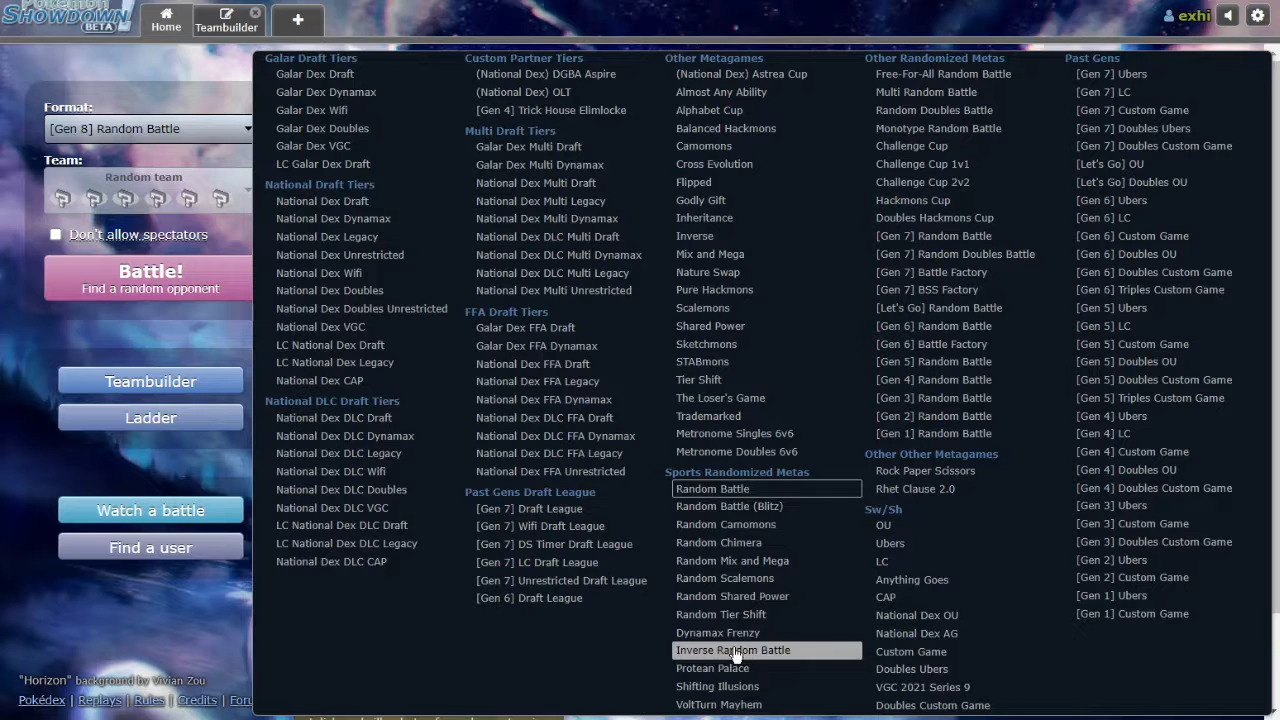 Pokémon
SHOWDOWN
BETA
Home
Teambuilder
exhi
Format:
[Gen 8] Random Battle
Team:
Random team
Don't allow spectators
Battle!
Find a random opponent
Teambuilder
Ladder
Watch a battle
Find a user
"Horizon" background by Vivian Zou
Pokédex | Replays | Rules | Credits | Foru
Galar Draft Tiers
Galar Dex Draft
Galar Dex Dynamax
Galar Dex Wifi
Galar Dex Doubles
Galar Dex VGC
LC Galar Dex Draft
National Draft Tiers
National Dex Draft
National Dex Dynamax
National Dex Legacy
National Dex Unrestricted
National Dex Wifi
National Dex Doubles
National Dex Doubles Unrestricted
National Dex VGC
LC National Dex Draft
LC National Dex Legacy
National Dex CAP
National DLC Draft Tiers
National Dex DLC Draft
National Dex DLC Dynamax
National Dex DLC Legacy
National Dex DLC Wifi
National Dex DLC Doubles
National Dex DLC VGC
LC National Dex DLC Draft
LC National Dex DLC Legacy
National Dex DLC CAP
Custom Partner Tiers
(National Dex) DGBA Aspire
(National Dex) OLT
[Gen 4] Trick House Elimlocke
Multi Draft Tiers
Galar Dex Multi Draft
Galar Dex Multi Dynamax
National Dex Multi Draft
National Dex Multi Legacy
National Dex Multi Dynamax
National Dex DLC Multi Draft
National Dex DLC Multi Dynamax
National Dex DLC Multi Legacy
National Dex Multi Unrestricted
FFA Draft Tiers
Galar Dex FFA Draft
Galar Dex FFA Dynamax
National Dex FFA Draft
National Dex FFA Legacy
National Dex FFA Dynamax
National Dex DLC FFA Draft
National Dex DLC FFA Dynamax
National Dex DLC FFA Legacy
National Dex FFA Unrestricted
Past Gens Draft League
[Gen 7] Draft League
[Gen 7] Wifi Draft League
[Gen 7] DS Timer Draft League
[Gen 7] LC Draft League
[Gen 7] Unrestricted Draft League
[Gen 6] Draft League
Other Metagames
(National Dex) Astrea Cup
Almost Any Ability
Alphabet Cup
Balanced Hackmons
Camomons
Cross Evolution
Flipped
Godly Gift
Inheritance
Inverse
Mix and Mega
Nature Swap
Pure Hackmons
Scalemons
Shared Power
Sketchmons
STABmons
Tier Shift
The Loser's Game
Trademarked
Metronome Singles 6v6
Metronome Doubles 6v6
Sports Randomized Metas
Random Battle
Random Battle (Blitz)
Random Camomons
Random Chimera
Random Mix and Mega
Random Scalemons
Random Shared Power
Random Tier Shift
Dynamax Frenzy
Inverse Random Battle
Protean Palace
Shifting Illusions
VoltTurn Mayhem
Other Randomized Metas
Free-For-All Random Battle
Multi Random Battle
Random Doubles Battle
Monotype Random Battle
Challenge Cup
Challenge Cup 1v1
Challenge Cup 2v2
Hackmons Cup
Doubles Hackmons Cup
[Gen 7] Random Battle
[Gen 7] Random Doubles Battle
[Gen 7] Battle Factory
[Gen 7] BSS Factory
[Let's Go] Random Battle
[Gen 6] Random Battle
[Gen 6] Battle Factory
[Gen 5] Random Battle
[Gen 4] Random Battle
[Gen 3] Random Battle
[Gen 2] Random Battle
[Gen 1] Random Battle
Other Other Metagames
Rock Paper Scissors
Rhet Clause 2.0
Sw/Sh
OU
Ubers
LC
Anything Goes
CAP
National Dex OU
National Dex AG
Custom Game
Doubles Ubers
VGC 2021 Series 9
Doubles Custom Game
Past Gens
[Gen 7] Ubers
[Gen 7] LC
[Gen 7] Custom Game
[Gen 7] Doubles Ubers
[Gen 7] Doubles Custom Game
[Let's Go] OU
[Let's Go] Doubles OU
[Gen 6] Ubers
[Gen 6] LC
[Gen 6] Custom Game
[Gen 6] Doubles OU
[Gen 6] Doubles Custom Game
[Gen 6] Triples Custom Game
[Gen 5] Ubers
[Gen 5] LC
[Gen 5] Custom Game
[Gen 5] Doubles OU
[Gen 5] Doubles Custom Game
[Gen 5] Triples Custom Game
[Gen 4] Ubers
[Gen 4] LC
[Gen 4] Custom Game
[Gen 4] Doubles OU
[Gen 4] Doubles Custom Game
[Gen 3] Ubers
[Gen 3] Custom Game
[Gen 3] Doubles Custom Game
[Gen 2] Ubers
[Gen 2] Custom Game
[Gen 1] Ubers
[Gen 1] Custom Game